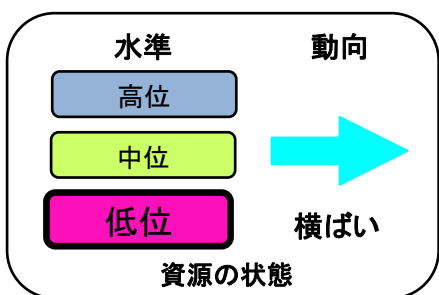 水準 動向
高位
中位
低位
横ばい
資源の状態